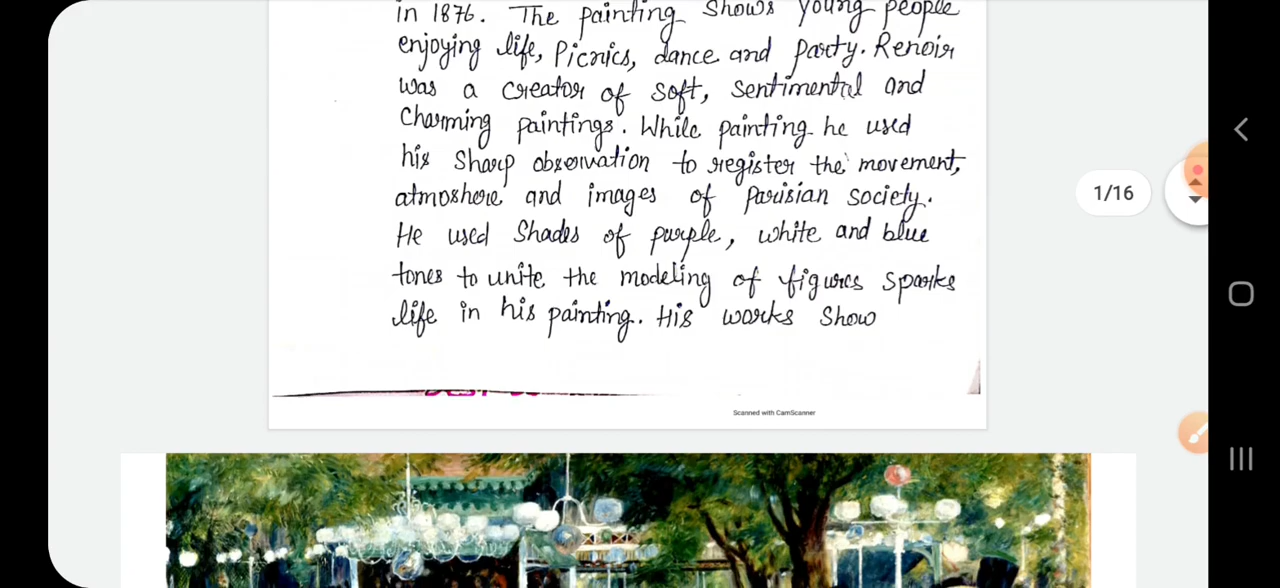 in 1876. The painting shows young people
enjoying life, Picnics, dance and party. Renoir
was a creator of soft, sentimental and
Charming paintings. While painting he used
his sharp observation to register the movement,
atmoshere and images of Parisian society.
He used Shades of purple, white and blue
tones to unite the modeling of figures sparks
life in his painting. His works show
Scanned with CamScanner
1/16